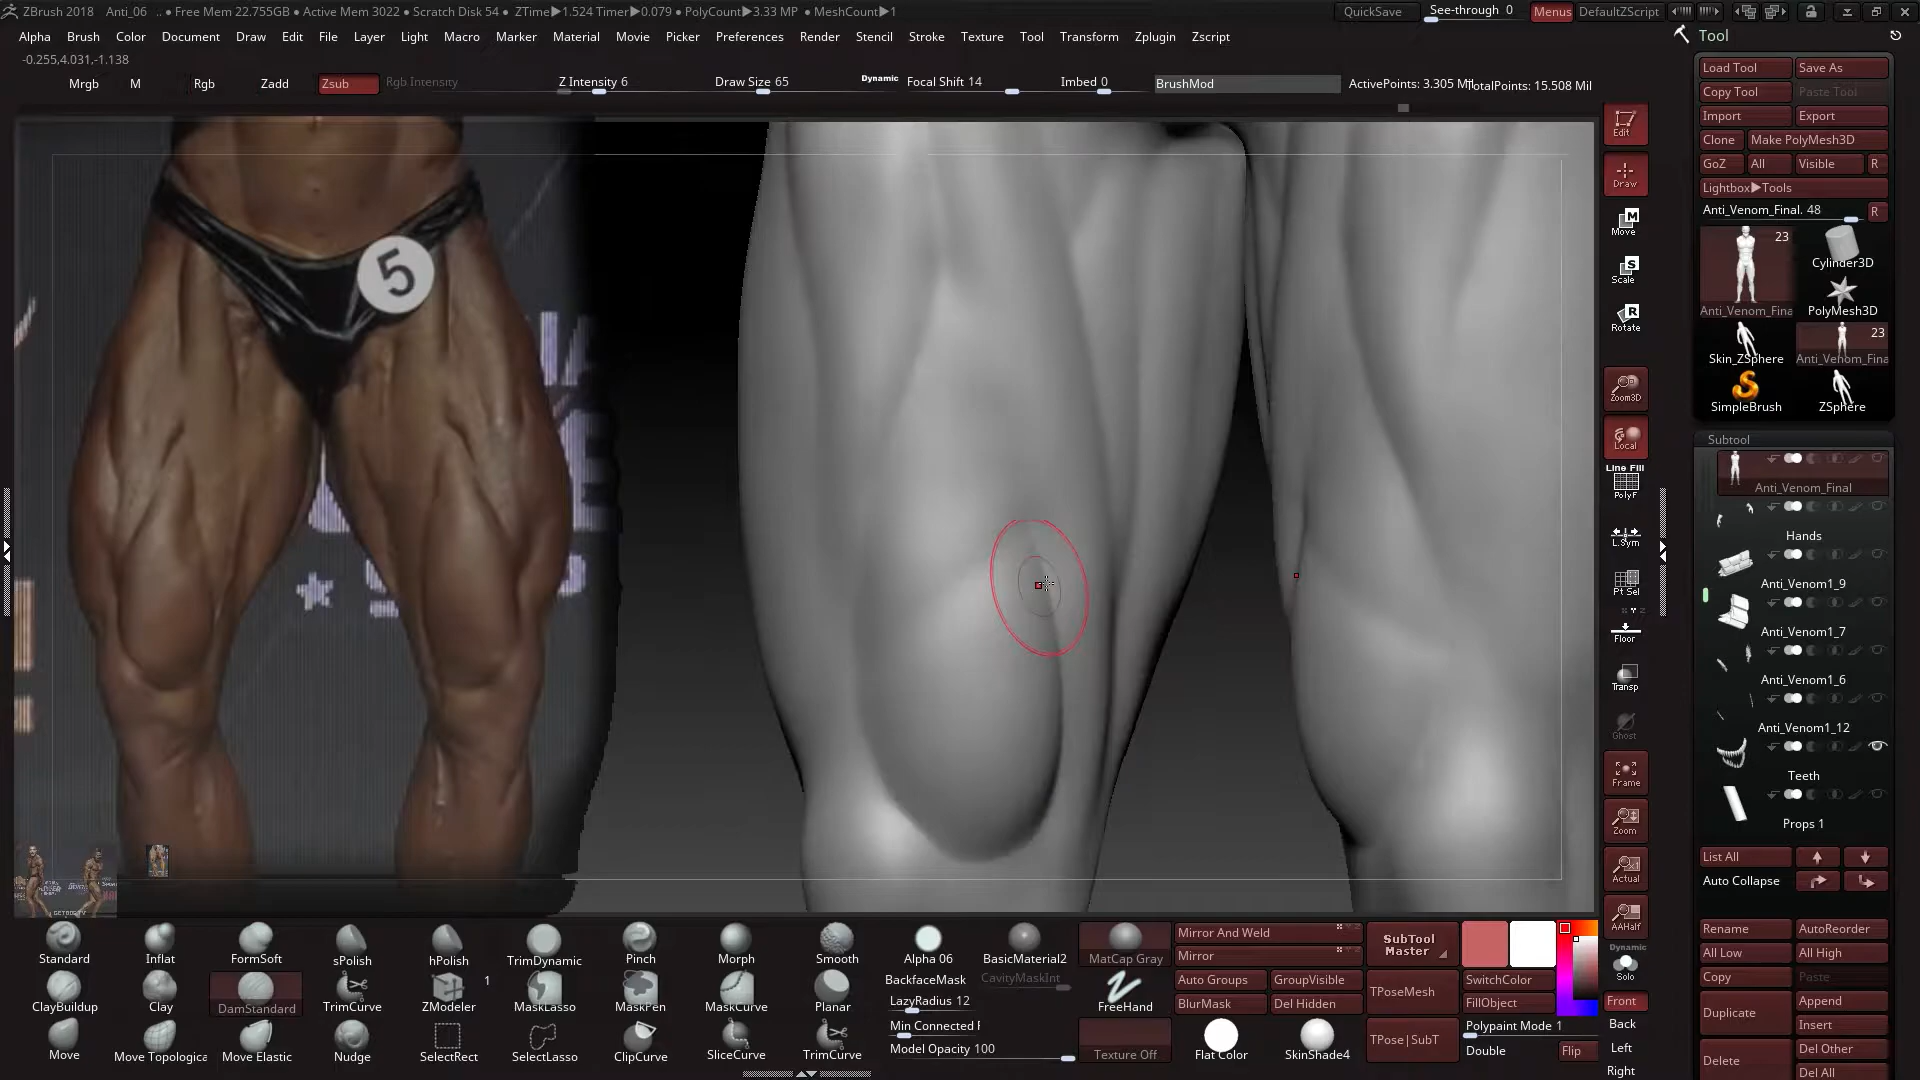 ZBrush 2018 Anti_06 .. • Free Mem 22.755GB • Active Mem 3022 • Scratch Disk 54 • ZTime▶1.524 Timer▶0.079 • PolyCount▶3.33 MP • MeshCount▶1
QuickSave See-through 0 Menus DefaultZScript
Alpha Brush Color Document Draw Edit File Layer Light Macro Marker Material Movie Picker Preferences Render Stencil Stroke Texture Tool Transform Zplugin Zscript
-0.255,4.031,-1.138
Mrgb M Rgb Zadd Zsub Rgb Intensity Z Intensity 6 Draw Size 65 Dynamic Focal Shift 14 Imbed 0 BrushMod ActivePoints: 3.305 Mil TotalPoints: 15.508 Mil
5
Edit
Draw
Move
Scale
Rotate
Zoom3D
Local
Line Fill
PolyF
L.Sym
Pt Sel
Floor
Transp
Ghost
Frame
Zoom
Actual
AAHalf
Dynamic
Solo
Front
Back
Left
Right
Tool
Load Tool Save As
Copy Tool Paste Tool
Import Export
Clone Make PolyMesh3D
GoZ All Visible R
Lightbox▶Tools
Anti_Venom_Final. 48 R
23
Cylinder3D
Anti_Venom_Fina PolyMesh3D
23
Skin_ZSphere Anti_Venom_Fina
SimpleBrush ZSphere
Subtool
Anti_Venom_Final
Hands
Anti_Venom1_9
Anti_Venom1_7
Anti_Venom1_6
Anti_Venom1_12
Teeth
Props 1
List All
Auto Collapse
Rename AutoReorder
All Low All High
Copy Paste
Duplicate Append
Insert
Delete Del Other
Del All
Standard Inflat FormSoft sPolish hPolish TrimDynamic Pinch Morph Smooth Alpha 06 BasicMaterial2 MatCap Gray
ClayBuildup Clay DamStandard TrimCurve ZModeler 1 MaskLasso MaskPen MaskCurve Planar
Move Move Topologica Move Elastic Nudge SelectRect SelectLasso ClipCurve SliceCurve TrimCurve
BackfaceMask CavityMaskInt
LazyRadius 12 FreeHand
Min Connected F
Model Opacity 100 Texture Off
Mirror And Weld
Mirror
Auto Groups GroupVisible
BlurMask Del Hidden
Flat Color SkinShade4
SubTool Master
TPoseMesh
TPose|SubT
SwitchColor
FillObject
Polypaint Mode 1
Double Flip